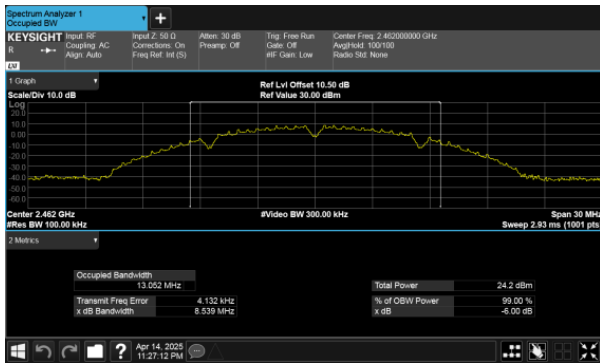 Spectrum Analyzer 1
Occupied BW
+
KEYSIGHT Input: RF Input Z: 50 Ω Atten: 30 dB Trig: Free Run Center Freq: 2.462000000 GHz
R Coupling: AC Corrections: On Preamp: Off Gate: Off Avg|Hold: 100/100
Align: Auto Freq Ref: Int (S) #IF Gain: Low Radio Std: None
LXI
1 Graph
Scale/Div 10.0 dB Ref Lvl Offset 10.50 dB
Ref Value 30.00 dBm
Log
20.0
10.0
0.00
-10.0
-20.0
-30.0
-40.0
-50.0
-60.0
Center 2.462 GHz #Video BW 300.00 kHz Span 30 MHz
#Res BW 100.00 kHz Sweep 2.93 ms (1001 pts)
2 Metrics
Occupied Bandwidth
13.052 MHz Total Power 24.2 dBm
Transmit Freq Error 4.132 kHz % of OBW Power 99.00 %
x dB Bandwidth 8.539 MHz x dB -6.00 dB
? Apr 14, 2025
11:27:12 PM